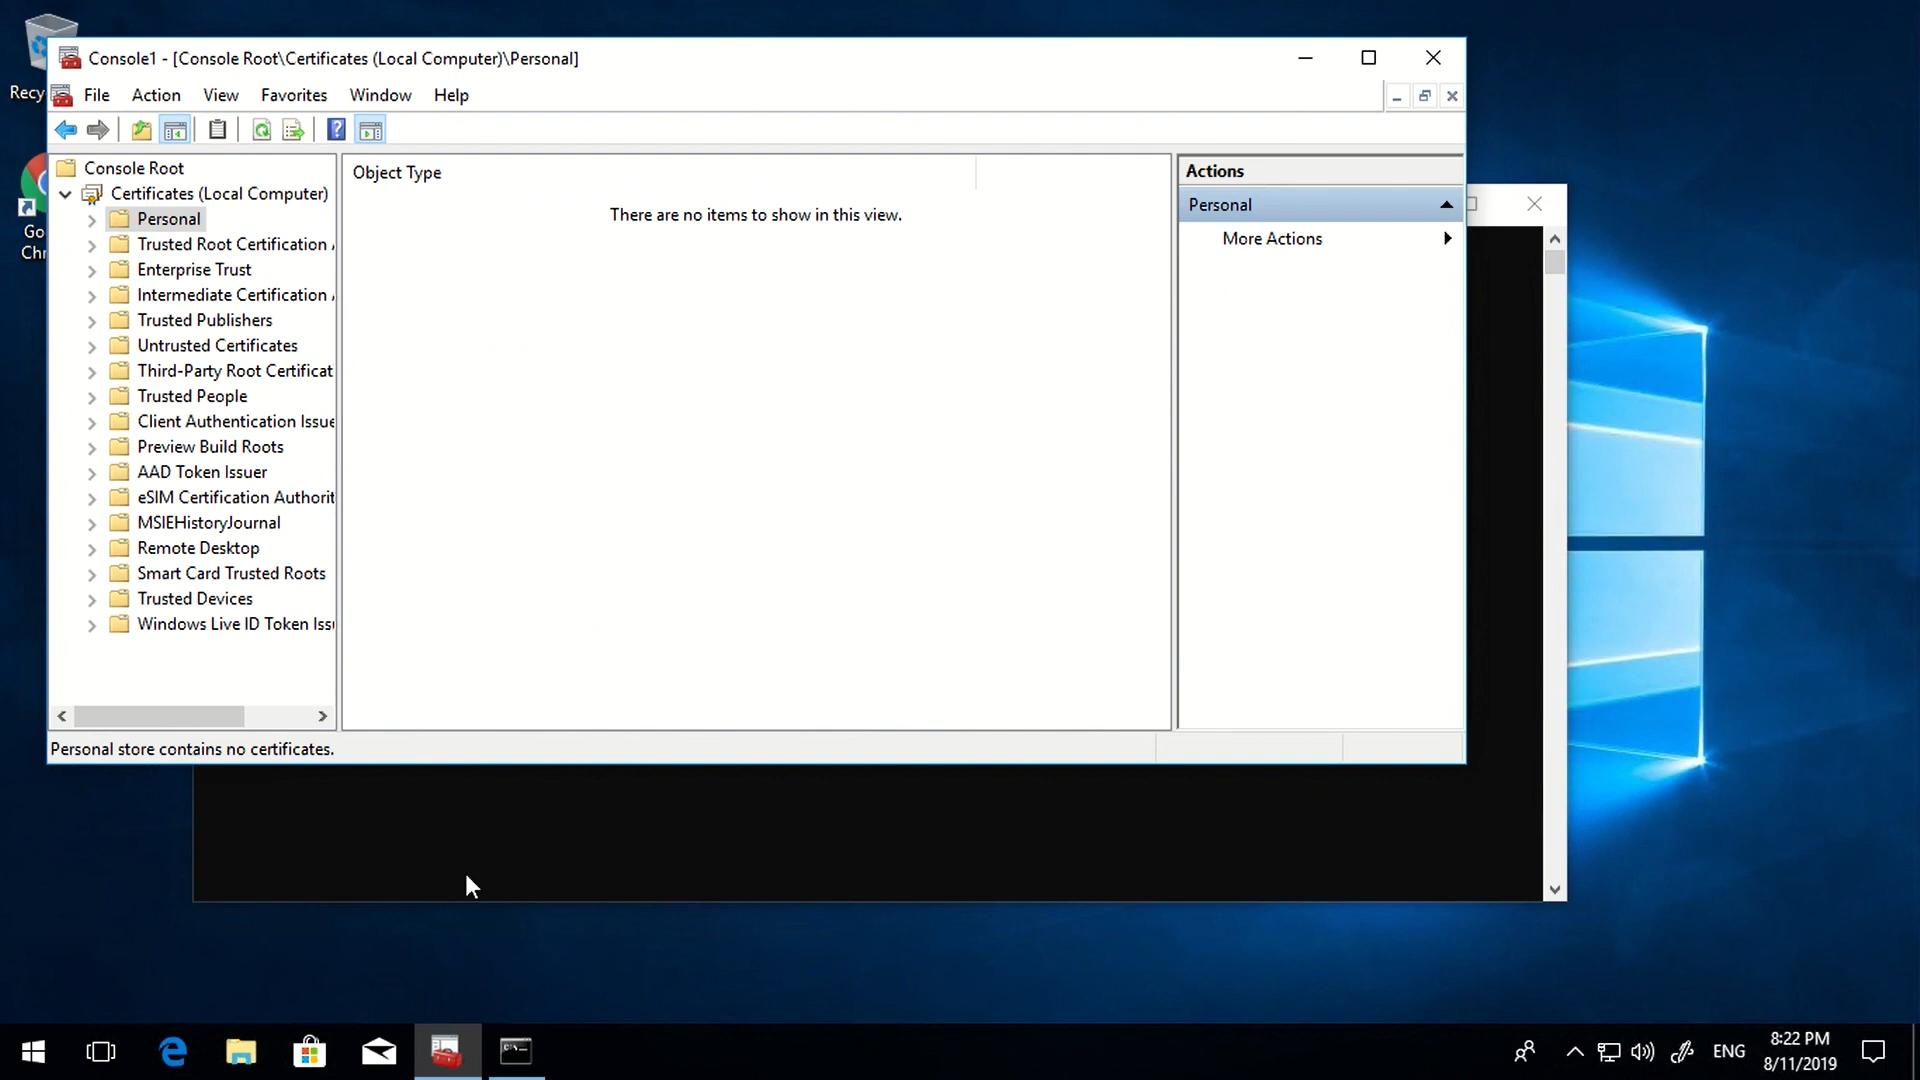 Recy
Go
Chr
Console1 - [Console Root\Certificates (Local Computer)\Personal]
File Action View Favorites Window Help
Console Root
Certificates (Local Computer)
Personal
Trusted Root Certification
Enterprise Trust
Intermediate Certification
Trusted Publishers
Untrusted Certificates
Third-Party Root Certificat
Trusted People
Client Authentication Issue
Preview Build Roots
AAD Token Issuer
eSIM Certification Authorit
MSIEHistoryJournal
Remote Desktop
Smart Card Trusted Roots
Trusted Devices
Windows Live ID Token Iss
Object Type
There are no items to show in this view.
Actions
Personal
More Actions
Personal store contains no certificates.
ENG
8:22 PM
8/11/2019